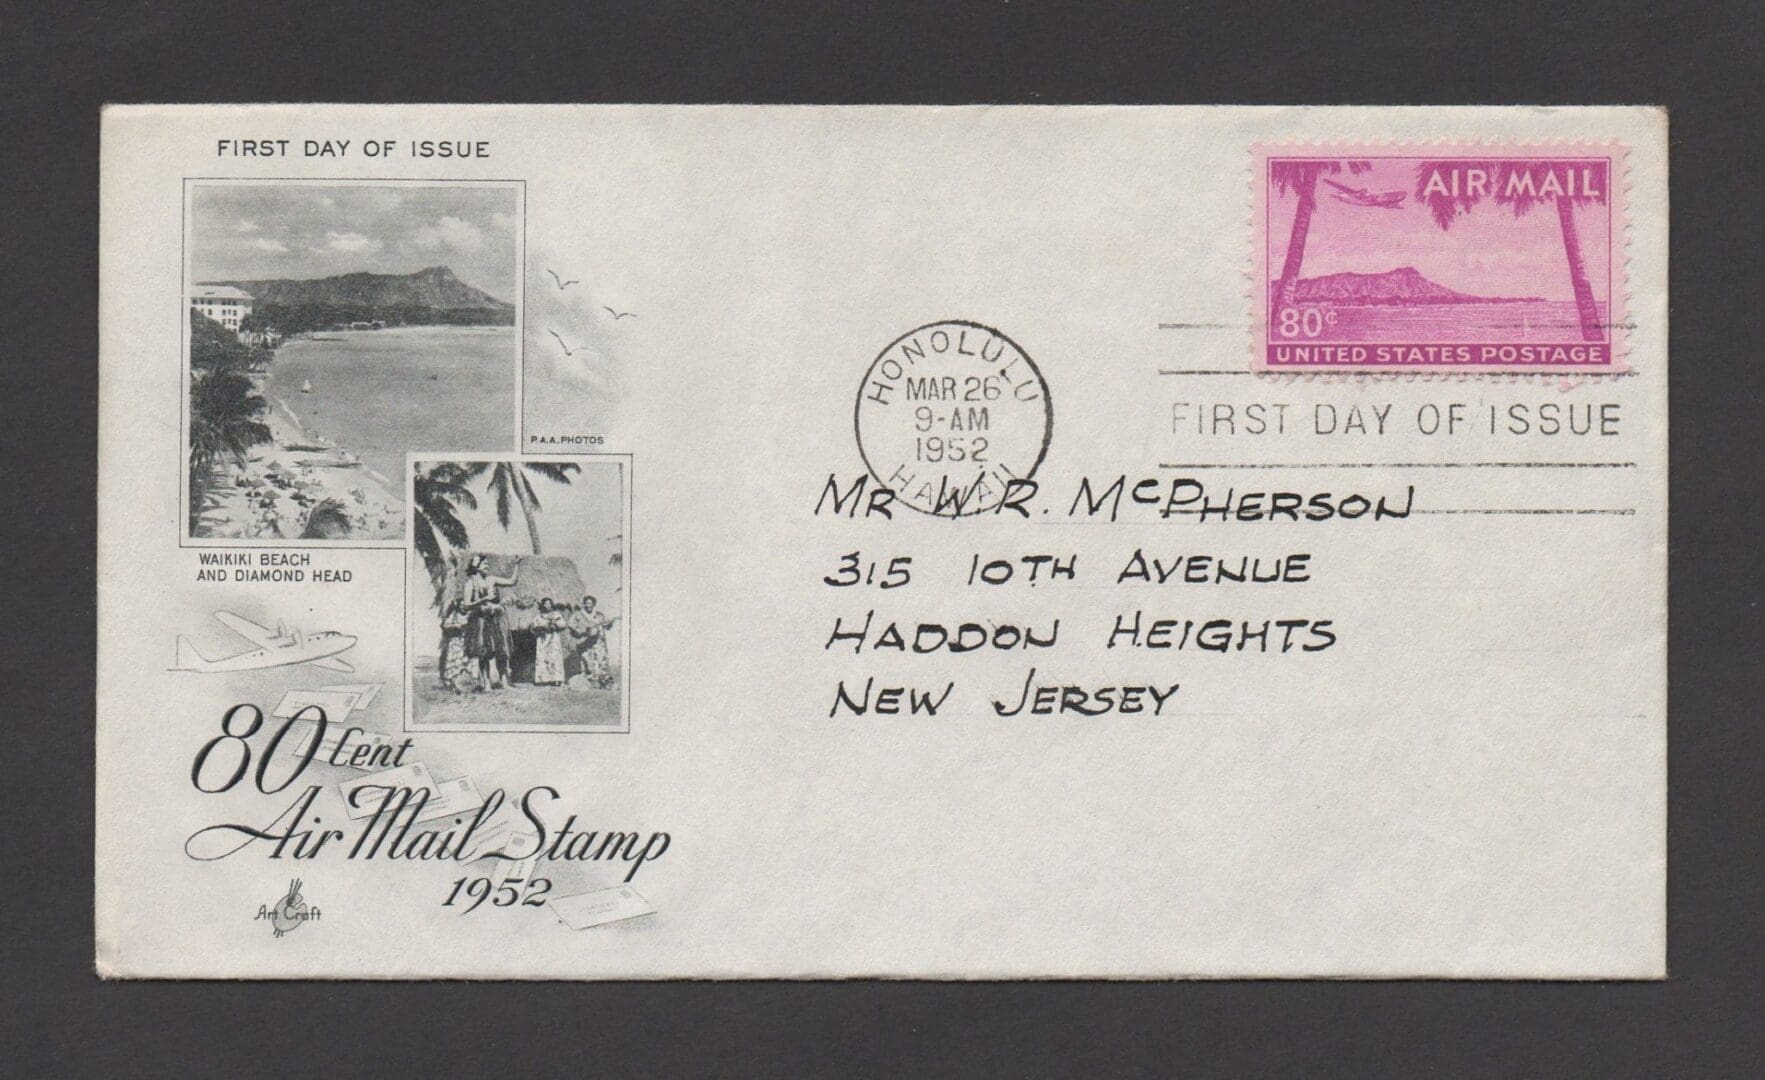 FIRST DAY OF ISSUE
P.A.A. PHOTOS
WAIKIKI BEACH
AND DIAMOND HEAD
80 Cent
Air Mail Stamp
1952
Art Craft
AIR MAIL
80¢
UNITED STATES POSTAGE
HONOLULU
MAR 26
9-AM
1952
HAWAII
FIRST DAY OF ISSUE
MR W.R. MCPHERSON
315 10TH AVENUE
HADDON HEIGHTS
NEW JERSEY